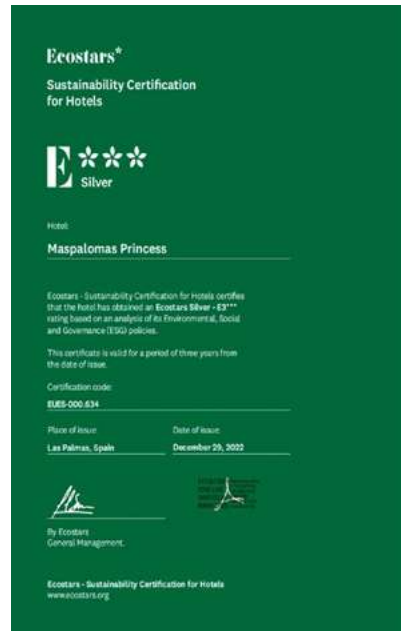 Ecostars*
Sustainability Certification
for Hotels
E***
Silver
Hotel:
Maspalomas Princess
Ecostars - Sustainability Certification for Hotels certifies
that the hotel has obtained an Ecostars Silver - E3***
rating based on an analysis of its Environmental, Social
and Governance (ESG) policies.
This certificate is valid for a period of three years from
the date of issue.
Certification code:
EUES-000.634
Place of issue:
Date of issue:
Las Palmas, Spain
December 29, 2022
By Ecostars
General Management.
Ecostars - Sustainability Certification for Hotels
www.ecostars.org